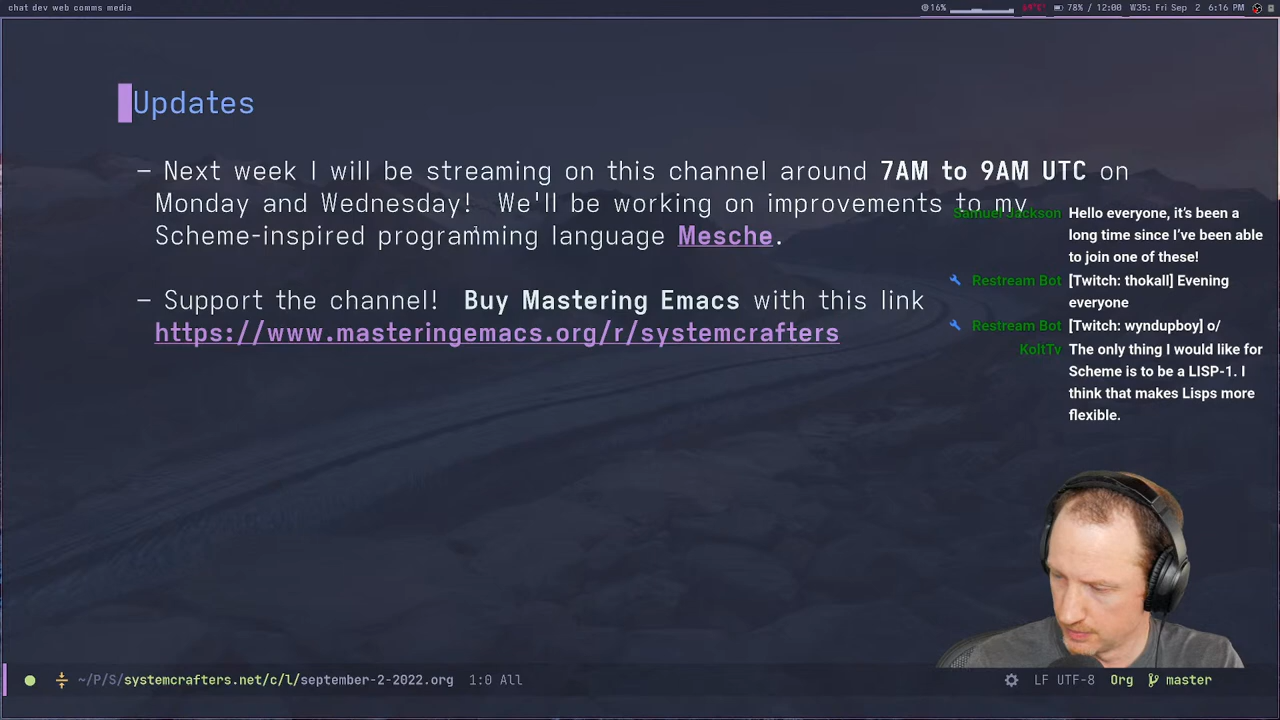 chat dev web comms media
16%
69°C
78% / 12:00
W35: Fri Sep 2 6:16 PM
Updates
– Next week I will be streaming on this channel around 7AM to 9AM UTC on
Monday and Wednesday! We'll be working on improvements to my
Scheme-inspired programming language Mesche.
– Support the channel! Buy Mastering Emacs with this link
https://www.masteringemacs.org/r/systemcrafters
Samuel Jackson Hello everyone, it's been a
long time since I've been able
to join one of these!
Restream Bot [Twitch: thokall] Evening
everyone
Restream Bot [Twitch: wyndupboy] o/
KoltTv The only thing I would like for
Scheme is to be a LISP-1. I
think that makes Lisps more
flexible.
~/P/S/systemcrafters.net/c/l/september-2-2022.org 1:0 All
LF UTF-8 Org master